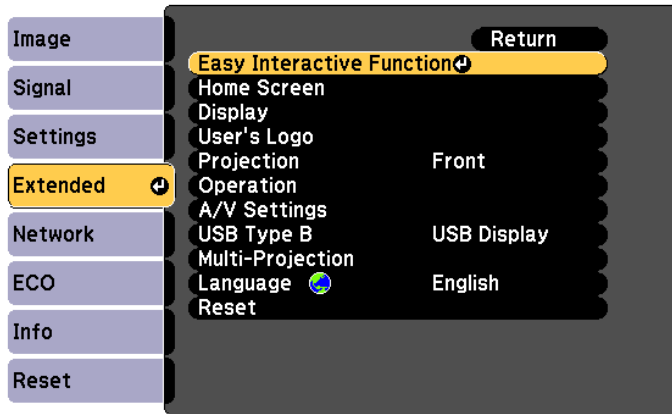 Image
Signal
Settings
Extended
Network
ECO
Info
Reset
Return
Easy Interactive Function
Home Screen
Display
User's Logo
Projection Front
Operation
A/V Settings
USB Type B USB Display
Multi-Projection
Language English
Reset